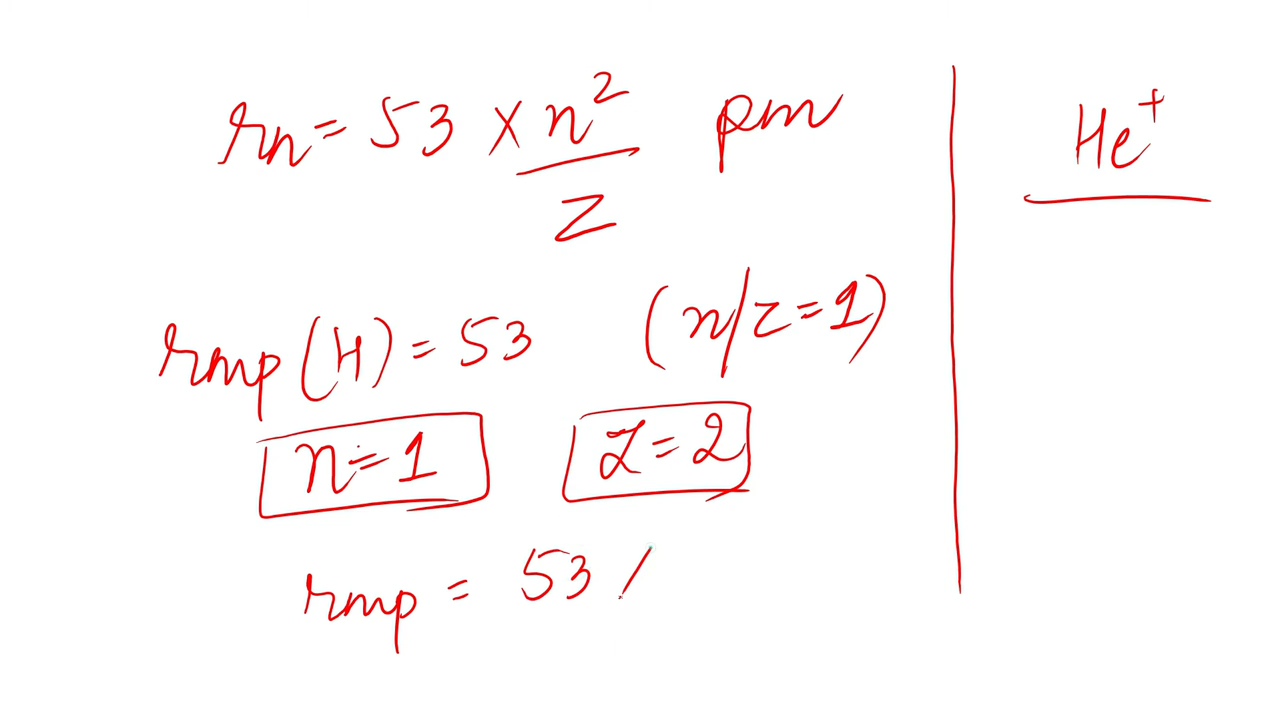 rn = 53 × n²/Z pm
He⁺
rmp (H) = 53 (n/z = 1)
n = 1 Z = 2
rmp = 53 /